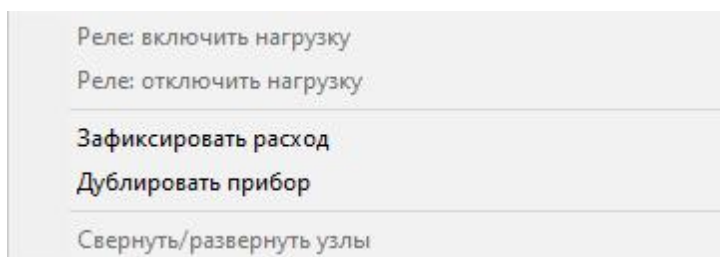 Реле: включить нагрузку
Реле: отключить нагрузку
Зафиксировать расход
Дублировать прибор
Свернуть/развернуть узлы